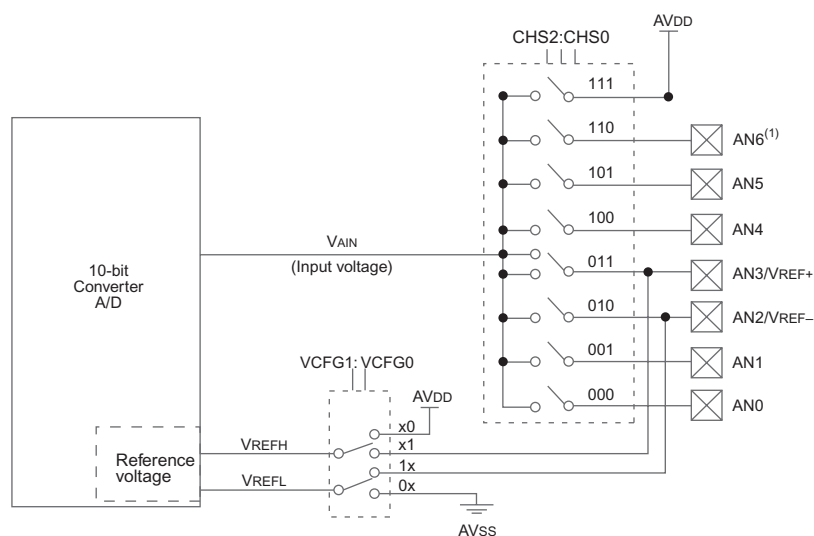 AVDD
CHS2:CHS0
111
110
AN6(1)
101
AN5
100
AN4
VAIN
(Input voltage)
011
AN3/VREF+
10-bit
Converter
A/D
010
AN2/VREF–
001
AN1
VCFG1: VCFG0
000
AN0
AVDD
x0
VREFH
x1
Reference
voltage
1x
VREFL
0x
AVSS